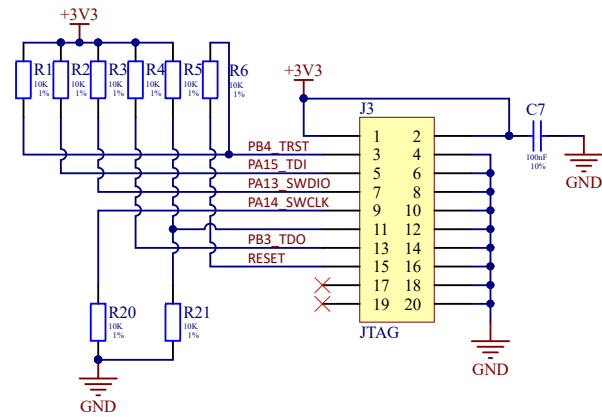 +3V3
R1 R2 R3 R4 R5 R6
10K 10K 10K 10K 10K 10K
1% 1% 1% 1% 1% 1%
+3V3
J3
C7
100nF
10%
GND
PB4_TRST
PA15_TDI
PA13_SWDIO
PA14_SWCLK
PB3_TDO
RESET
1 2
3 4
5 6
7 8
9 10
11 12
13 14
15 16
17 18
19 20
JTAG
R20 R21
10K 10K
1% 1%
GND
GND